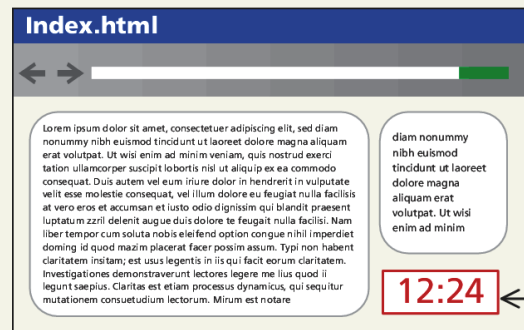 Index.html
Lorem ipsum dolor sit amet, consectetuer adipiscing elit, sed diam
nonummy nibh euismod tincidunt ut laoreet dolore magna aliquam
erat volutpat. Ut wisi enim ad minim veniam, quis nostrud exerci
tation ullamcorper suscipit lobortis nisl ut aliquip ex ea commodo
consequat. Duis autem vel eum iriure dolor in hendrerit in vulputate
velit esse molestie consequat, vel illum dolore eu feugiat nulla facilisis
at vero eros et accumsan et iusto odio dignissim qui blandit praesent
luptatum zzril delenit augue duis dolore te feugait nulla facilisi. Nam
liber tempor cum soluta nobis eleifend option congue nihil imperdiet
doming id quod mazim placerat facer possim assum. Typi non habent
claritatem insitam; est usus legentis in iis qui facit eorum claritatem.
Investigationes demonstraverunt lectores legere me lius quod ii
legunt saepius. Claritas est etiam processus dynamicus, qui sequitur
mutationem consuetudium lectorum. Mirum est notare
diam nonummy
nibh euismod
tincidunt ut laoreet
dolore magna
aliquam erat
volutpat. Ut wisi
enim ad minim
12:24